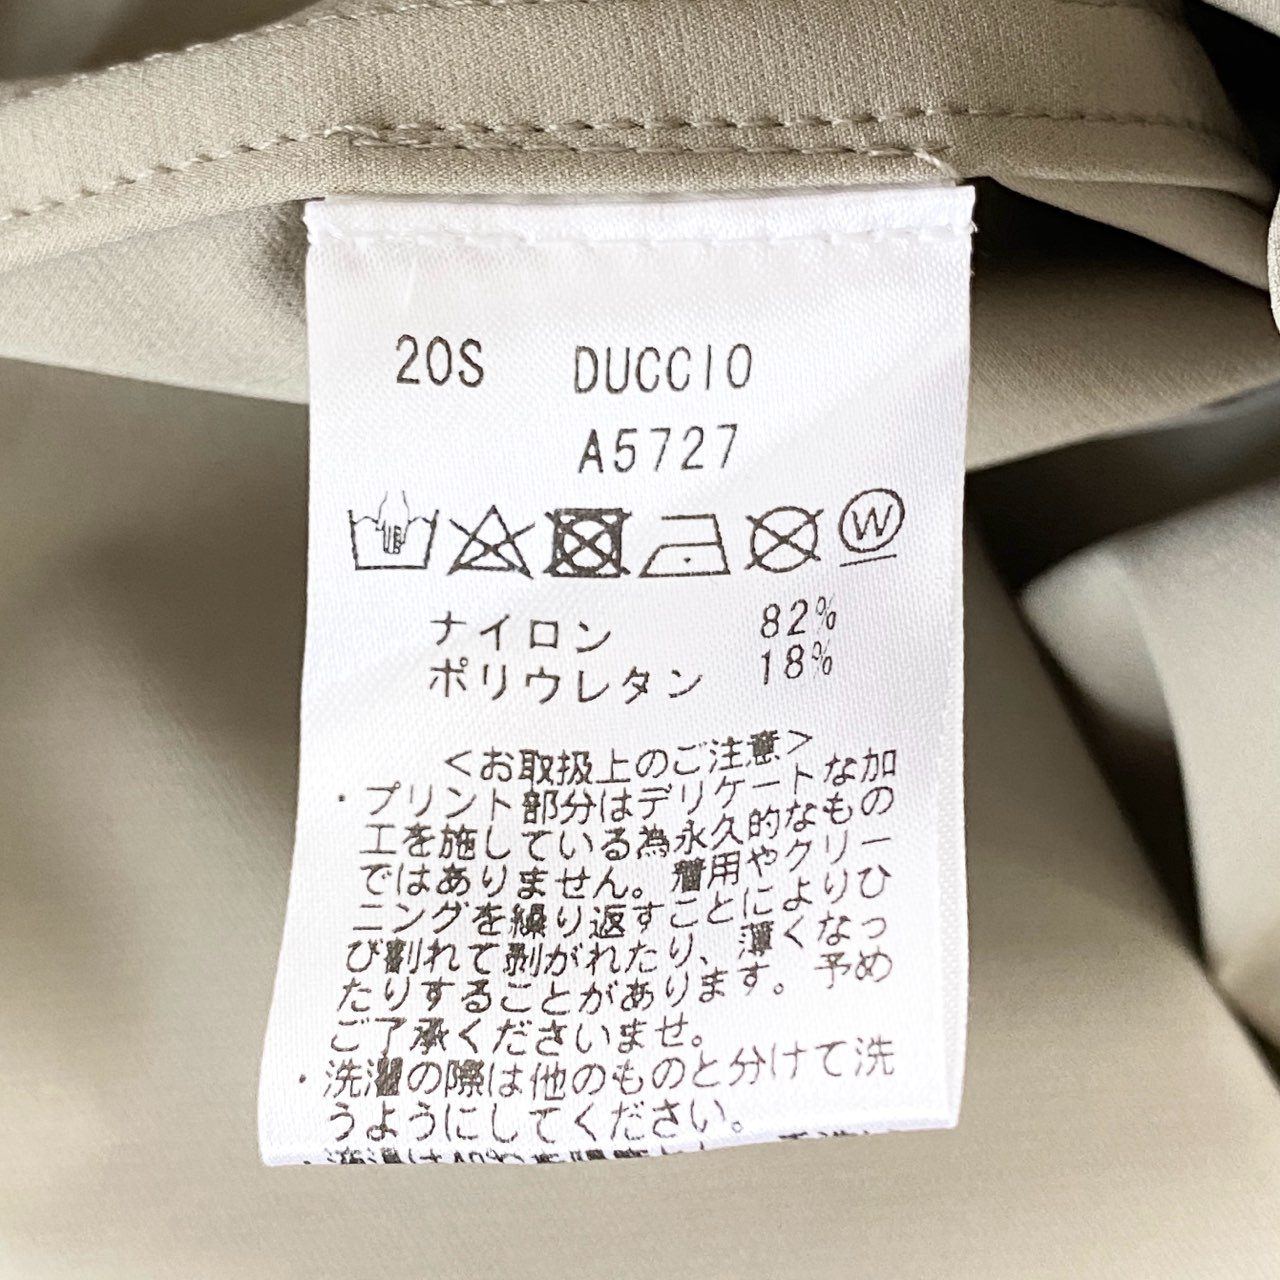 20S DUCCIO
A5727
W
ナイロン 82%
ポリウレタン 18%
<お取扱上のご注意>
・プリント部分はデリケートな加
工を施している為永久的なもの
ではありません。着用やクリー
ニングを繰り返すことによりひ
び割れて剥がれたり、薄くなっ
たりすることがあります。予め
ご了承くださいませ。
・洗濯の際は他のものと分けて洗
うようにしてください。